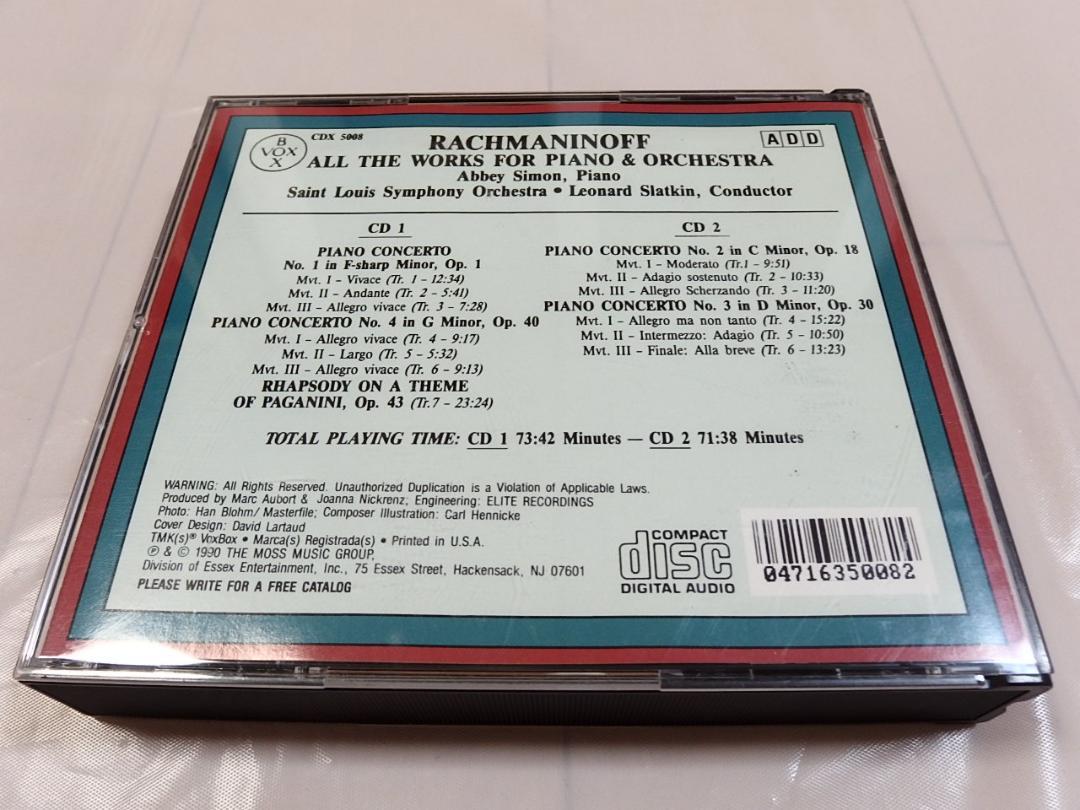 B
VOX
X
CDX 5008
RACHMANINOFF
ADD
ALL THE WORKS FOR PIANO & ORCHESTRA
Abbey Simon, Piano
Saint Louis Symphony Orchestra • Leonard Slatkin, Conductor
CD 1
PIANO CONCERTO
No. 1 in F-sharp Minor, Op. 1
Mvt. I – Vivace (Tr. 1 – 12:34)
Mvt. II – Andante (Tr. 2 – 5:41)
Mvt. III – Allegro vivace (Tr. 3 – 7:28)
PIANO CONCERTO No. 4 in G Minor, Op. 40
Mvt. I – Allegro vivace (Tr. 4 – 9:17)
Mvt. II – Largo (Tr. 5 – 5:32)
Mvt. III – Allegro vivace (Tr. 6 – 9:13)
RHAPSODY ON A THEME
OF PAGANINI, Op. 43 (Tr.7 – 23:24)
CD 2
PIANO CONCERTO No. 2 in C Minor, Op. 18
Mvt. I – Moderato (Tr.1 – 9:51)
Mvt. II – Adagio sostenuto (Tr. 2 – 10:33)
Mvt. III – Allegro Scherzando (Tr. 3 – 11:20)
PIANO CONCERTO No. 3 in D Minor, Op. 30
Mvt. I – Allegro ma non tanto (Tr. 4 – 15:22)
Mvt. II – Intermezzo: Adagio (Tr. 5 – 10:50)
Mvt. III – Finale: Alla breve (Tr. 6 – 13:23)
TOTAL PLAYING TIME: CD 1 73:42 Minutes — CD 2 71:38 Minutes
WARNING: All Rights Reserved. Unauthorized Duplication is a Violation of Applicable Laws.
Produced by Marc Aubort & Joanna Nickrenz; Engineering: ELITE RECORDINGS
Photo: Han Blohm/Masterfile; Composer Illustration: Carl Hennicke
Cover Design: David Lartaud
TMK(s)® VoxBox • Marca(s) Registrada(s) • Printed in U.S.A.
℗ & © 1990 THE MOSS MUSIC GROUP,
Division of Essex Entertainment, Inc., 75 Essex Street, Hackensack, NJ 07601
PLEASE WRITE FOR A FREE CATALOG
COMPACT
disc
DIGITAL AUDIO
04716350082